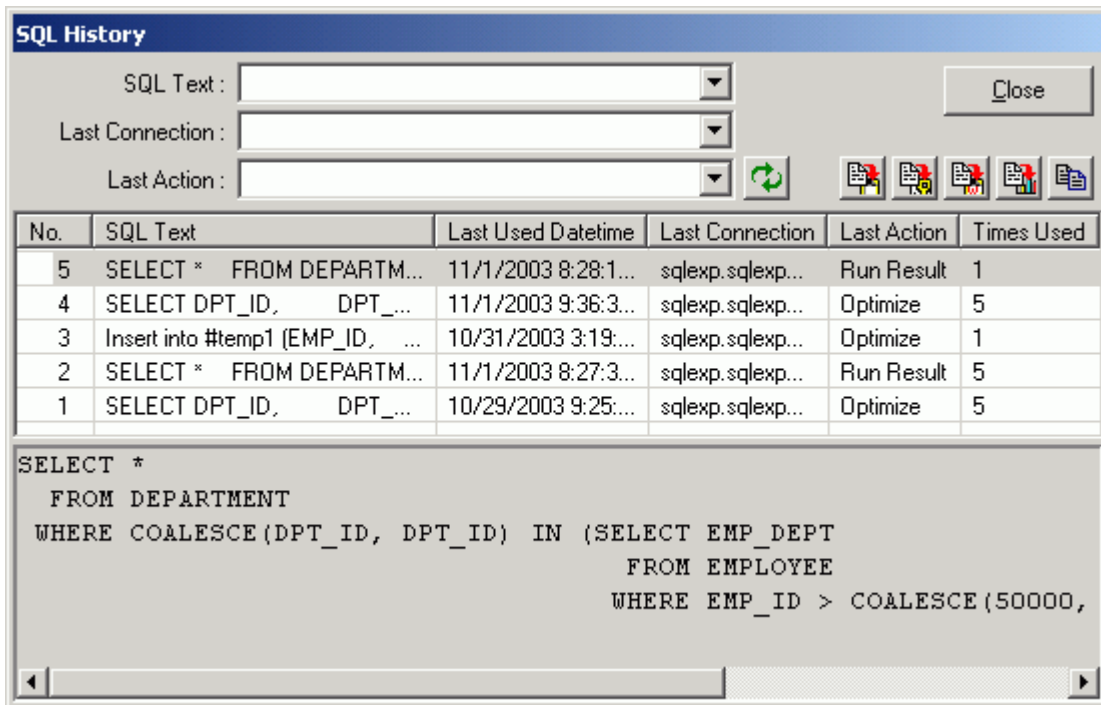 SQL History
SQL Text :
Close
Last Connection :
Last Action :
No. SQL Text Last Used Datetime Last Connection Last Action Times Used
5 SELECT * FROM DEPARTM... 11/1/2003 8:28:1... sqlexp.sqlexp... Run Result 1
4 SELECT DPT_ID, DPT_... 11/1/2003 9:36:3... sqlexp.sqlexp... Optimize 5
3 Insert into #temp1 (EMP_ID, ... 10/31/2003 3:19:... sqlexp.sqlexp... Optimize 1
2 SELECT * FROM DEPARTM... 11/1/2003 8:27:3... sqlexp.sqlexp... Run Result 5
1 SELECT DPT_ID, DPT_... 10/29/2003 9:25:... sqlexp.sqlexp... Optimize 5
SELECT *
FROM DEPARTMENT
WHERE COALESCE(DPT_ID, DPT_ID) IN (SELECT EMP_DEPT
FROM EMPLOYEE
WHERE EMP_ID > COALESCE(50000,